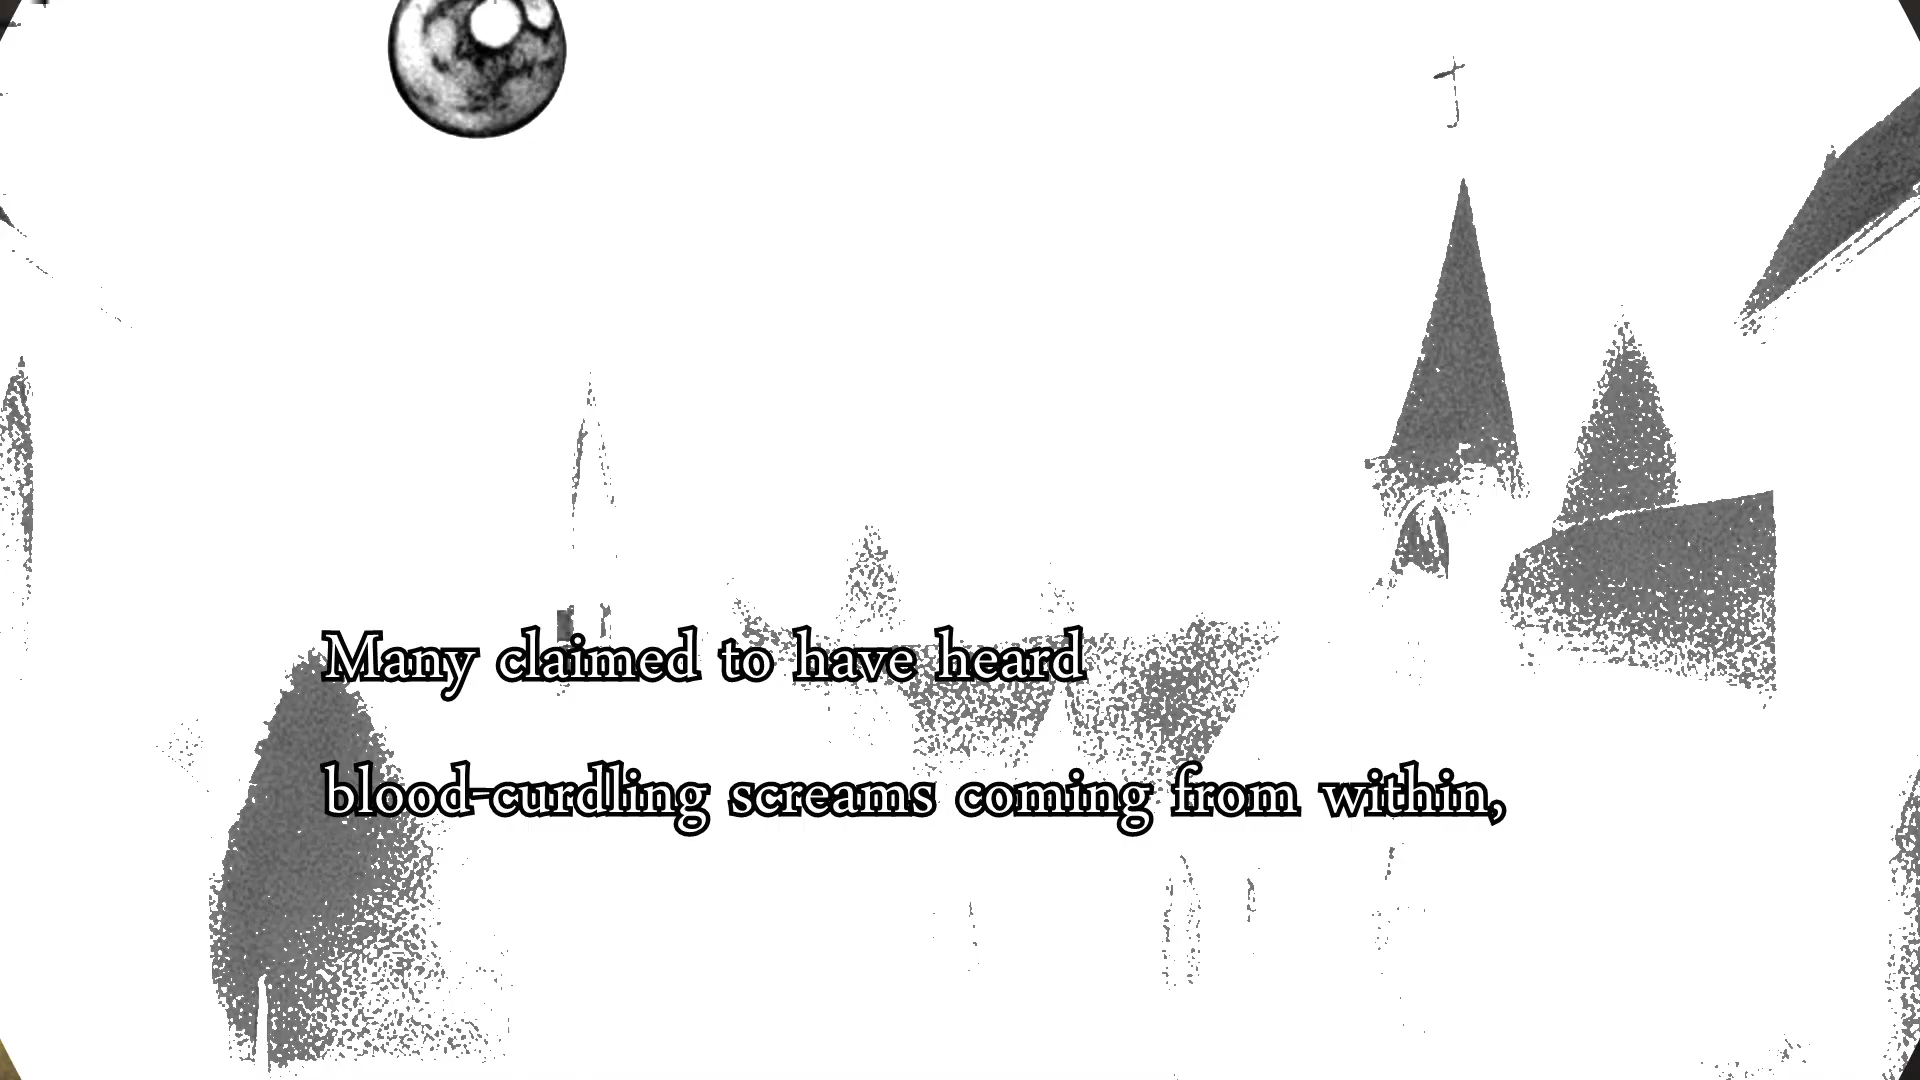 Many claimed to have heard
blood-curdling screams coming from within,